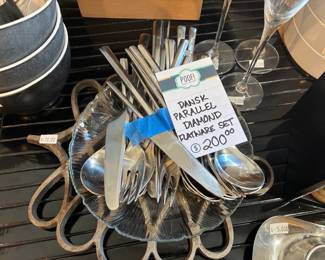 POOF!
DANSK
PARALLEL
DIAMOND
FLATWARE SET
$200.00